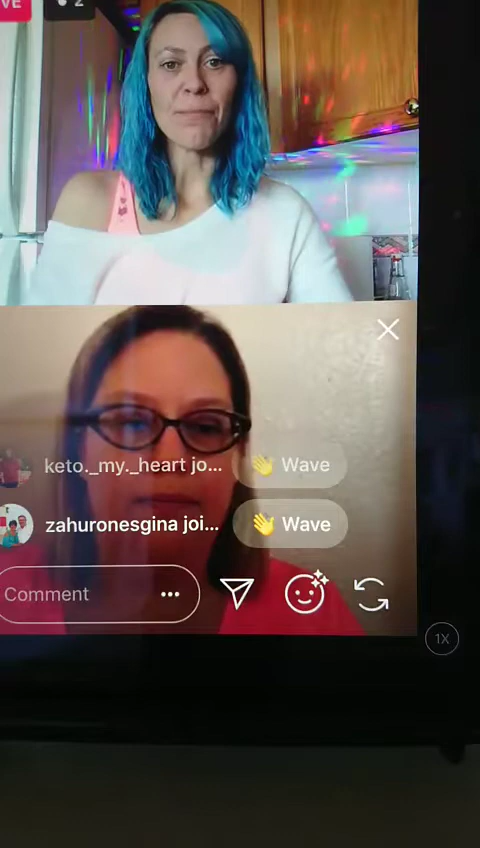 VE 2
keto._my._heart jo... Wave
zahuronesgina joi... Wave
Comment
1X